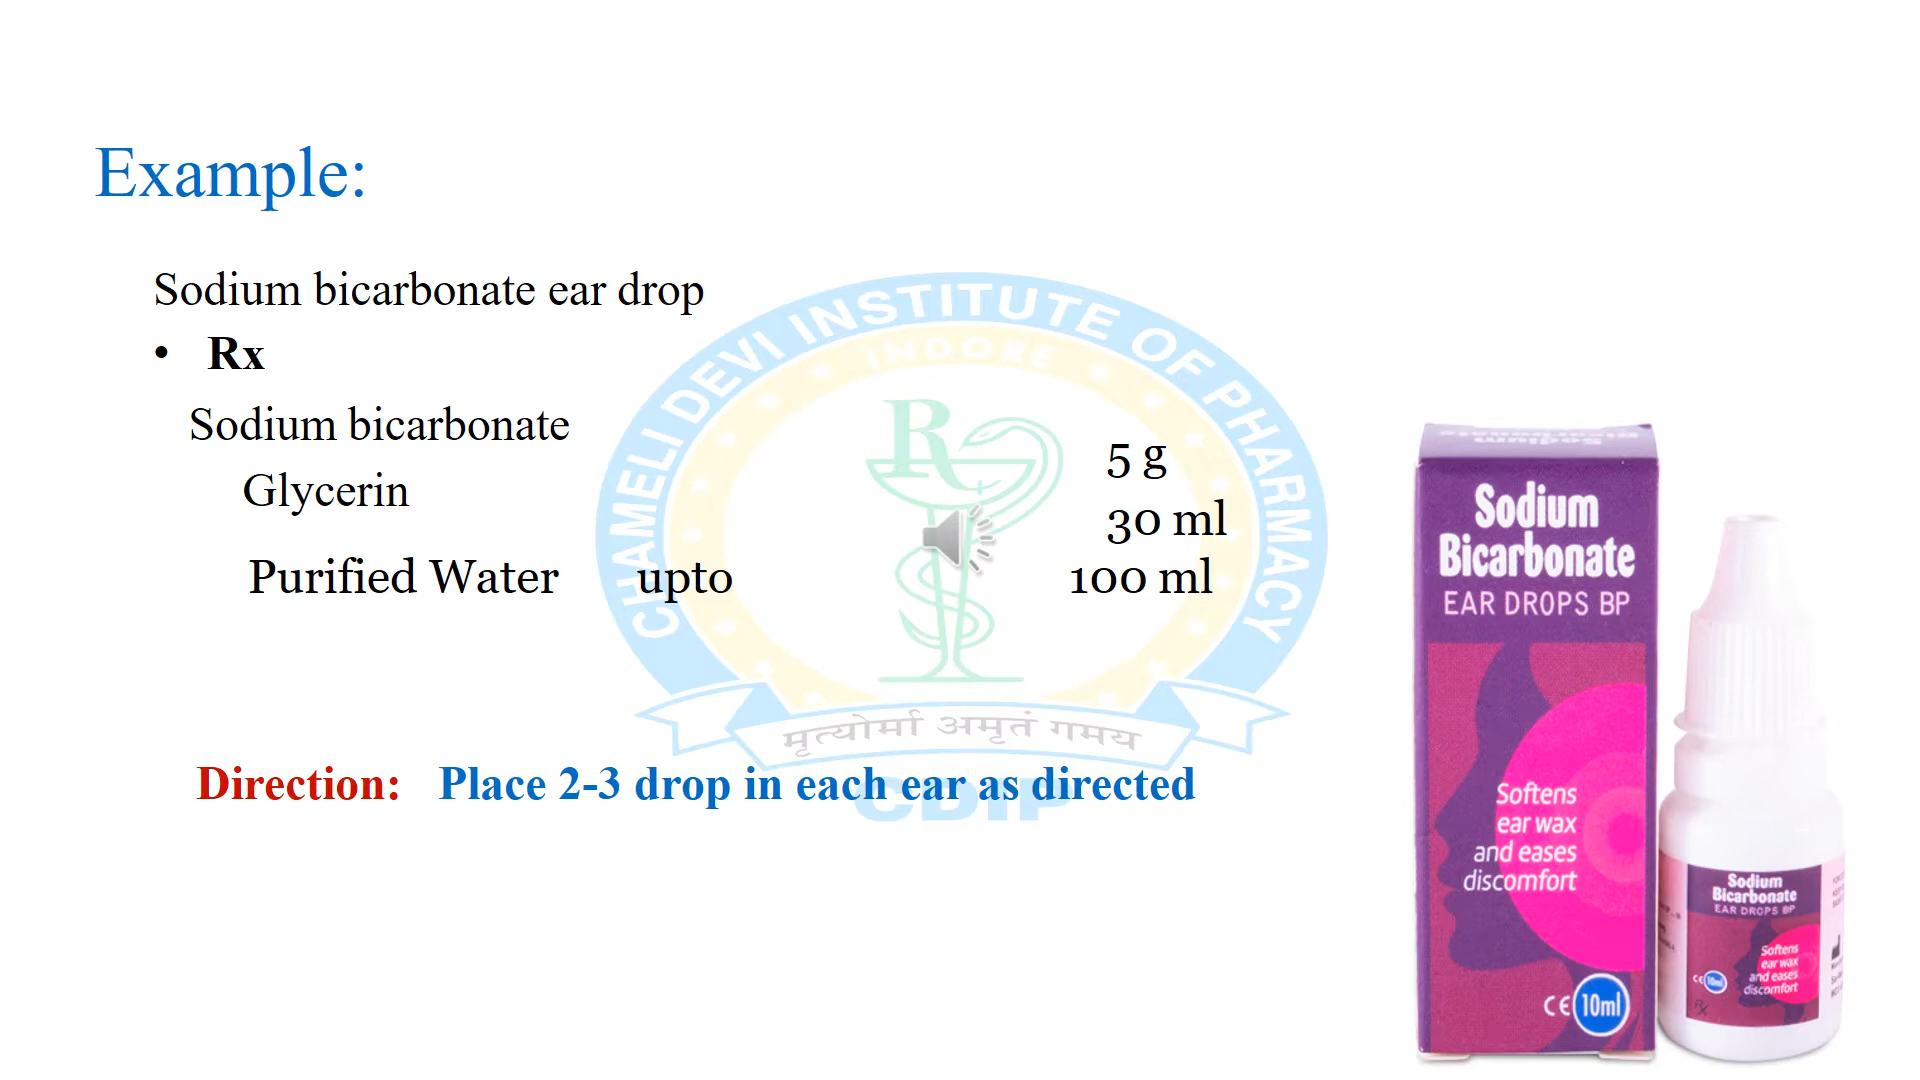 Example:
Sodium bicarbonate ear drop
• Rx
Sodium bicarbonate 5 g
Glycerin 30 ml
Purified Water upto 100 ml
Direction: Place 2-3 drop in each ear as directed
CHAMELI DEVI INSTITUTE OF PHARMACY
INDORE
R
मृत्योर्मा अमृतं गमय
CDIP
Sodium
Bicarbonate
EAR DROPS BP
Softens
ear wax
and eases
discomfort
CE 10ml
Sodium
Bicarbonate
EAR DROPS BP
Softens
ear wax
and eases
discomfort
CE 10ml